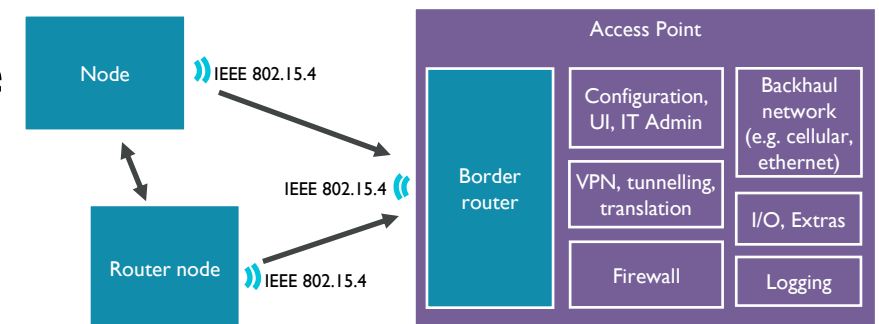 Access Point
Node
IEEE 802.15.4
Configuration,
UI, IT Admin
Backhaul
network
(e.g. cellular,
ethernet)
IEEE 802.15.4
Border
router
VPN, tunnelling,
translation
I/O, Extras
Router node
IEEE 802.15.4
Firewall
Logging